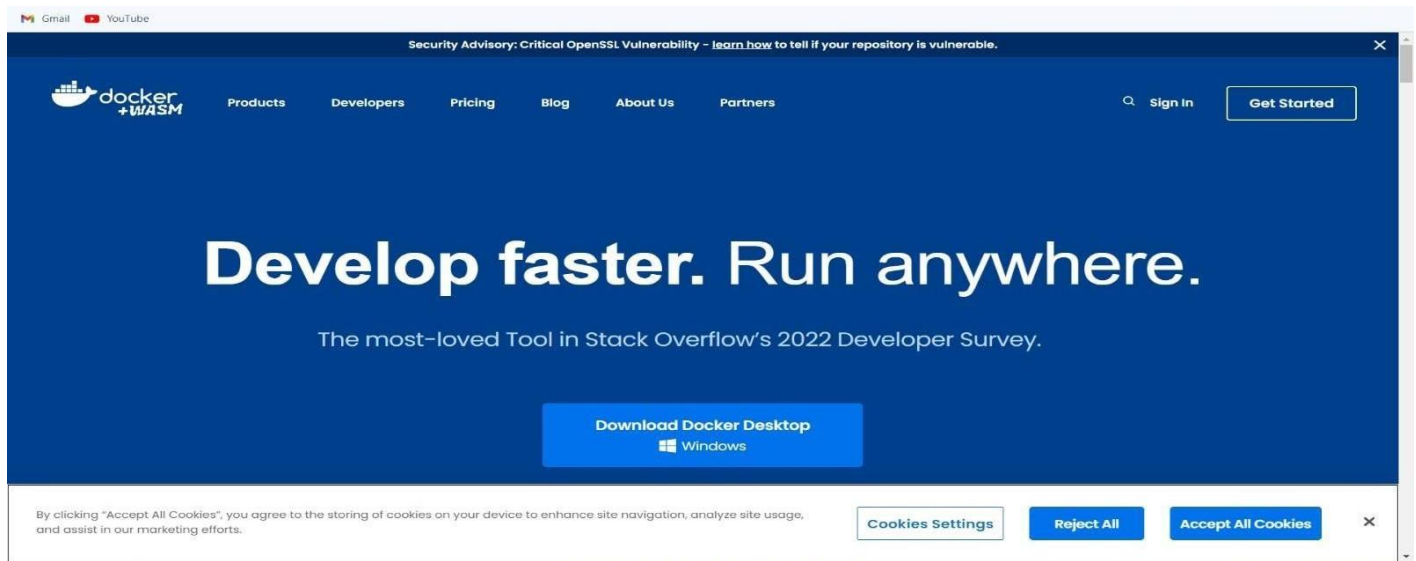 Gmail YouTube
Security Advisory: Critical OpenSSL Vulnerability - learn how to tell if your repository is vulnerable.
docker
+WASM
Products Developers Pricing Blog About Us Partners Sign In Get Started
Develop faster. Run anywhere.
The most-loved Tool in Stack Overflow's 2022 Developer Survey.
Download Docker Desktop
Windows
By clicking "Accept All Cookies", you agree to the storing of cookies on your device to enhance site navigation, analyze site usage,
and assist in our marketing efforts.
Cookies Settings Reject All Accept All Cookies